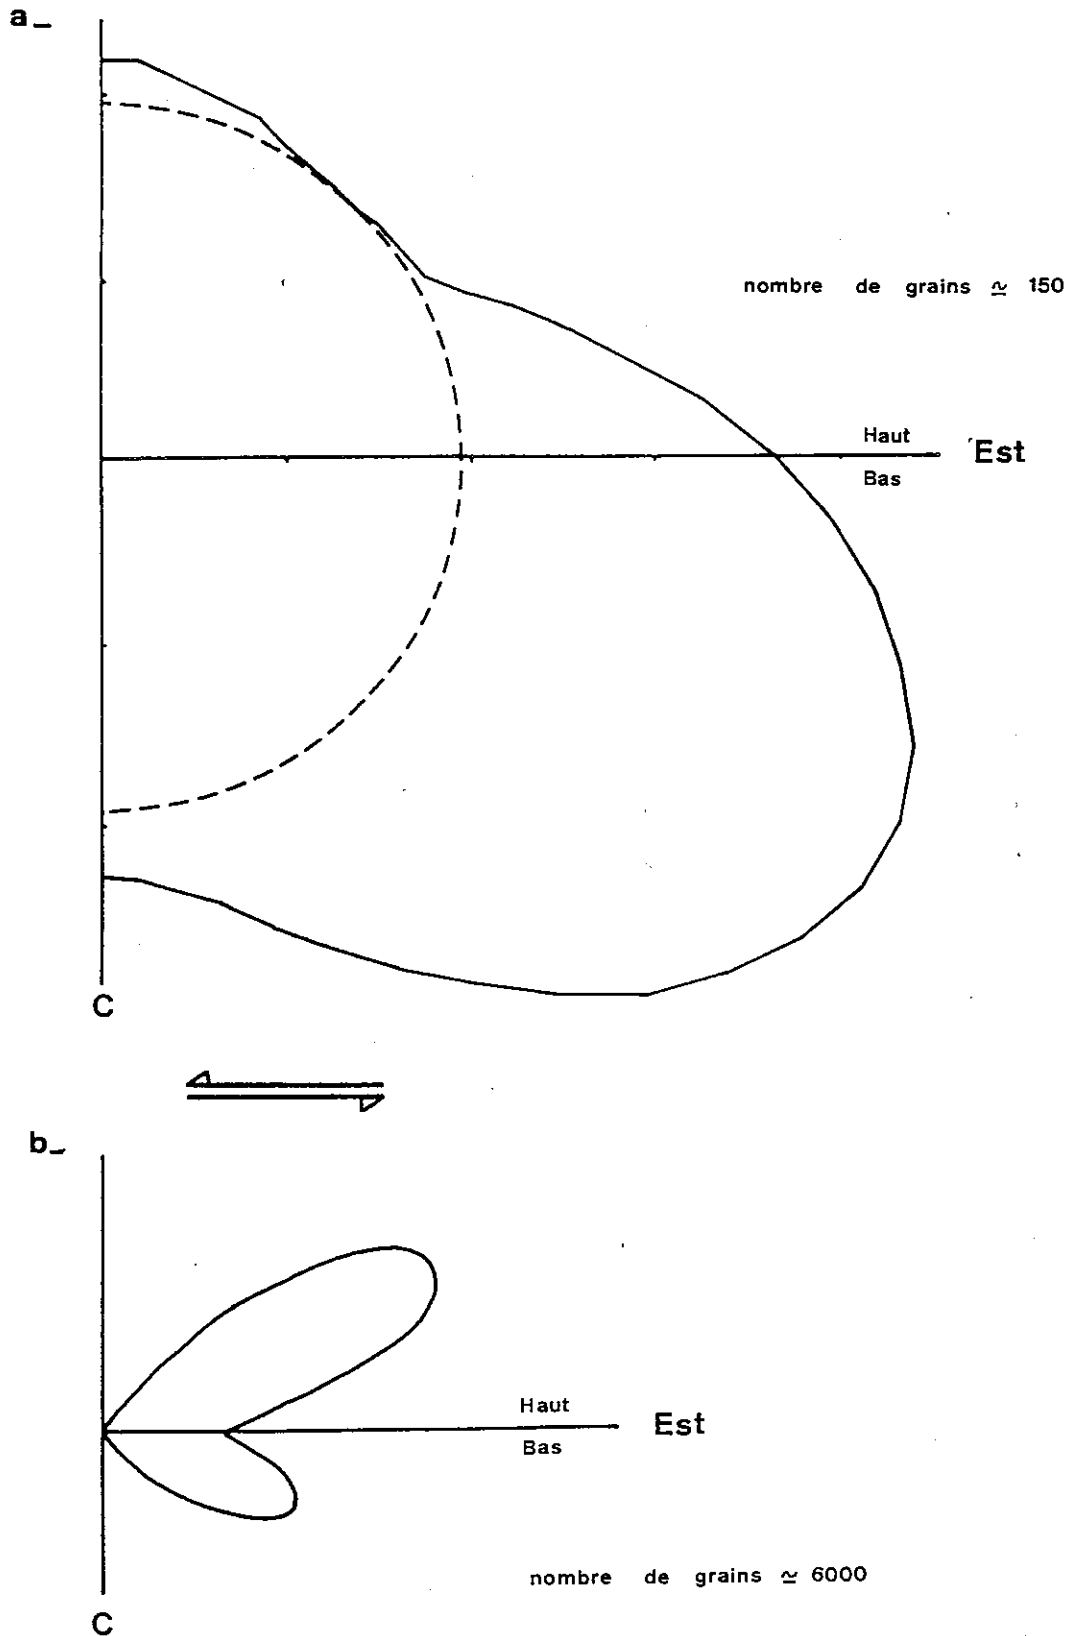 a_
nombre de grains ≃ 150
Haut
Est
Bas
C
b_
Haut
Est
Bas
nombre de grains ≃ 6000
C